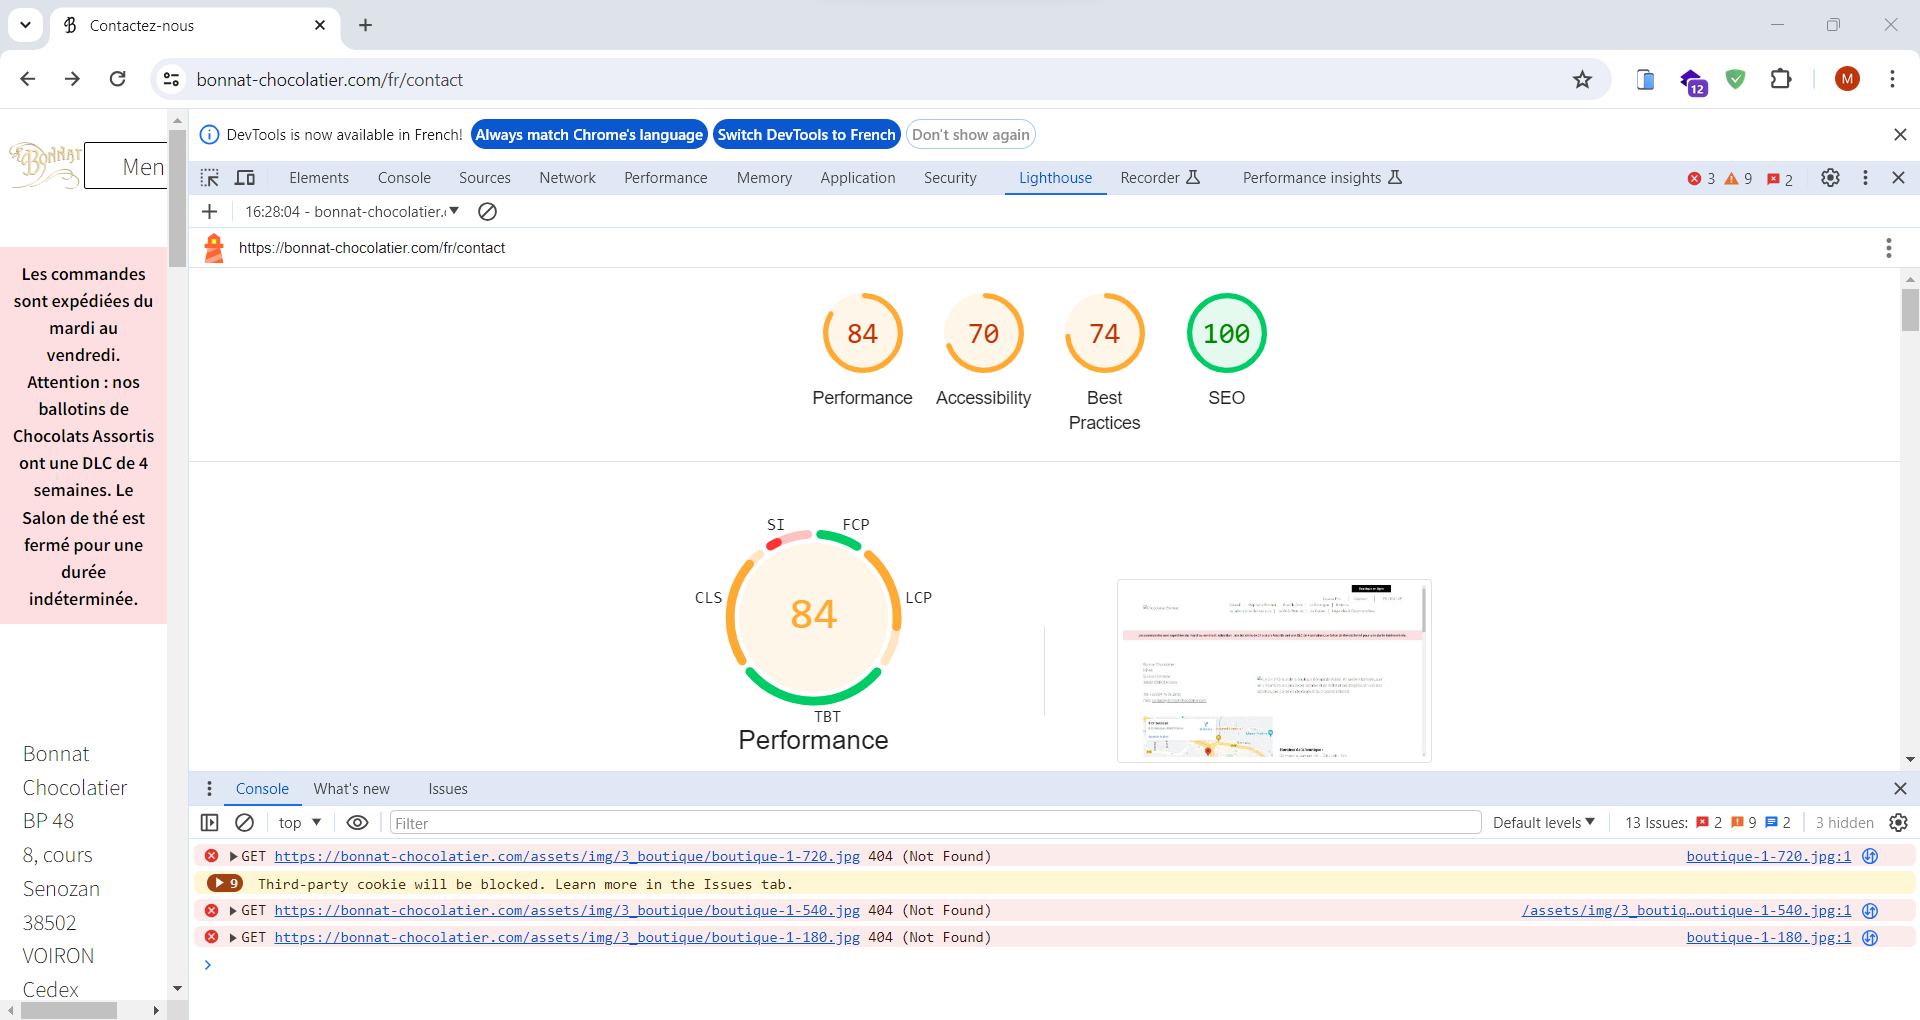 Contactez-nous
bonnat-chocolatier.com/fr/contact
12
M
Bonnat
Men
Les commandes
sont expédiées du
mardi au
vendredi.
Attention : nos
ballotins de
Chocolats Assortis
ont une DLC de 4
semaines. Le
Salon de thé est
fermé pour une
durée
indéterminée.
Bonnat
Chocolatier
BP 48
8, cours
Senozan
38502
VOIRON
Cedex
DevTools is now available in French! Always match Chrome's language Switch DevTools to French Don't show again
Elements Console Sources Network Performance Memory Application Security Lighthouse Recorder Performance insights 3 9 2
16:28:04 - bonnat-chocolatier.
https://bonnat-chocolatier.com/fr/contact
84 70 74 100
Performance Accessibility Best Practices SEO
SI FCP
CLS LCP
84
TBT
Performance
Console What's new Issues
top Filter Default levels 13 Issues: 2 9 2 3 hidden
GET https://bonnat-chocolatier.com/assets/img/3_boutique/boutique-1-720.jpg 404 (Not Found) boutique-1-720.jpg:1
9 Third-party cookie will be blocked. Learn more in the Issues tab.
GET https://bonnat-chocolatier.com/assets/img/3_boutique/boutique-1-540.jpg 404 (Not Found) /assets/img/3_boutiq…outique-1-540.jpg:1
GET https://bonnat-chocolatier.com/assets/img/3_boutique/boutique-1-180.jpg 404 (Not Found) boutique-1-180.jpg:1